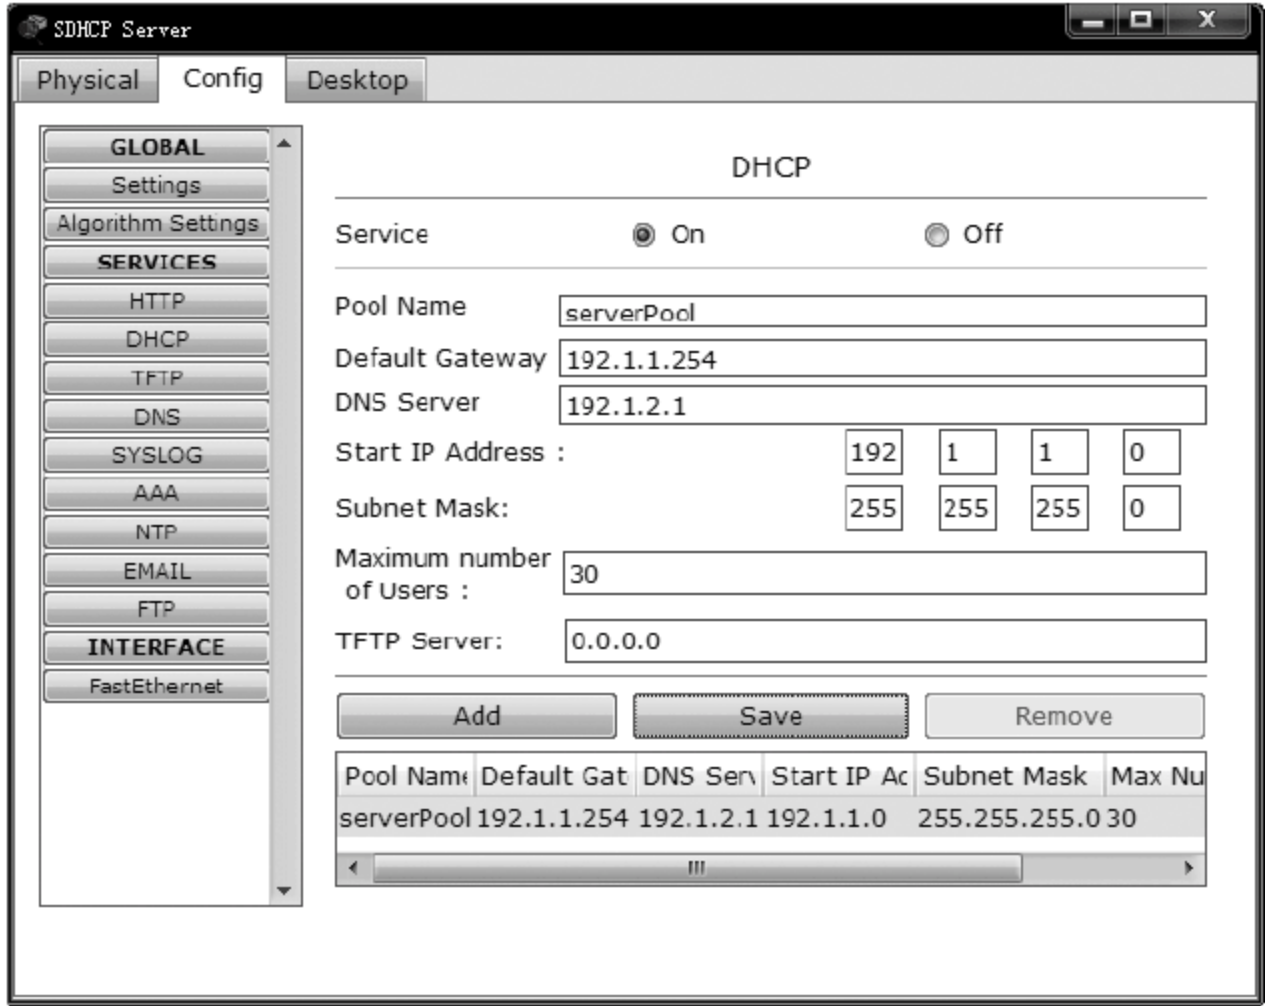 SDHCP Server
X
Physical Config Desktop
GLOBAL
Settings
Algorithm Settings
SERVICES
HTTP
DHCP
TFTP
DNS
SYSLOG
AAA
NTP
EMAIL
FTP
INTERFACE
FastEthernet
DHCP
Service On Off
Pool Name serverPool
Default Gateway 192.1.1.254
DNS Server 192.1.2.1
Start IP Address : 192 1 1 0
Subnet Mask: 255 255 255 0
Maximum number
of Users : 30
TFTP Server: 0.0.0.0
Add Save Remove
Pool Name Default Gat DNS Serv Start IP Ac Subnet Mask Max Nu
serverPool 192.1.1.254 192.1.2.1 192.1.1.0 255.255.255.0 30